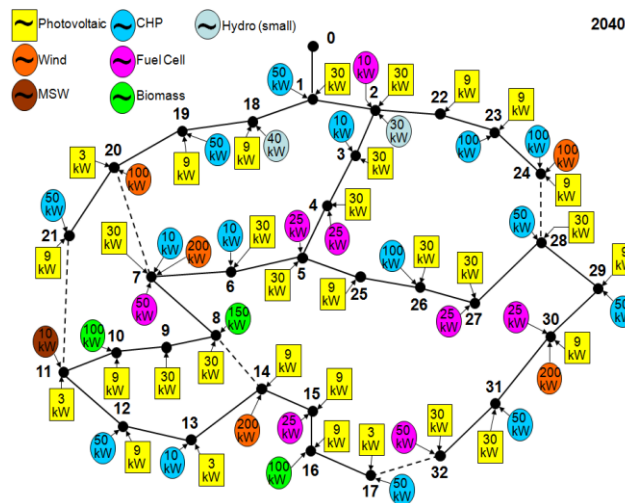 Photovoltaic
CHP
Hydro (small)
2040
Wind
Fuel Cell
MSW
Biomass
0
50 kW
30 kW
1
10 kW
30 kW
2
30 kW
9 kW
22
9 kW
23
100 kW
100 kW
100 kW
24
9 kW
18
9 kW
40 kW
19
9 kW
50 kW
20
3 kW
100 kW
10 kW
3
30 kW
4
30 kW
25 kW
50 kW
21
9 kW
30 kW
10 kW
200 kW
7
50 kW
10 kW
30 kW
6
25 kW
5
30 kW
9 kW
25
100 kW
30 kW
26
30 kW
27
25 kW
50 kW
30 kW
28
9 kW
29
50 kW
10 kW
11
3 kW
100 kW
10
9 kW
9
30 kW
8
150 kW
30 kW
14
9 kW
200 kW
15
9 kW
25 kW
25 kW
30
9 kW
200 kW
12
50 kW
9 kW
13
10 kW
3 kW
16
9 kW
100 kW
17
3 kW
50 kW
50 kW
30 kW
32
31
30 kW
50 kW